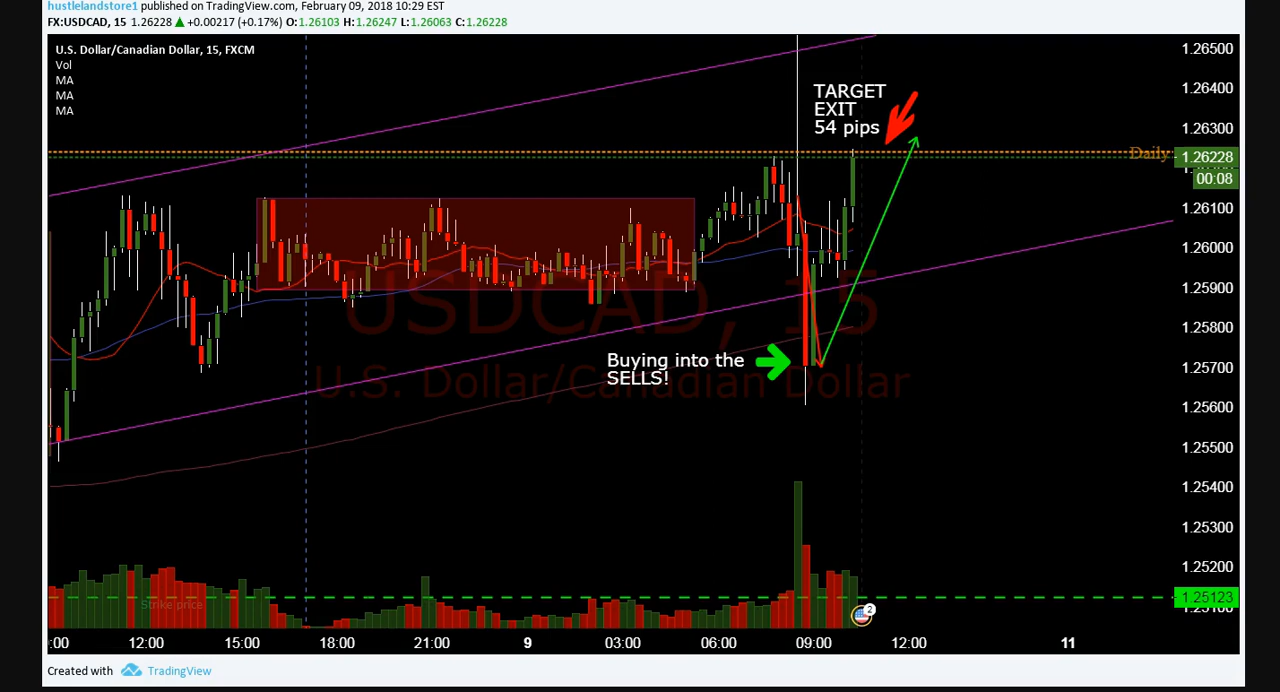 hustlelandstore1 published on TradingView.com, February 09, 2018 10:29 EST
FX:USDCAD, 15 1.26228 ▲ +0.00217 (+0.17%) O:1.26103 H:1.26247 L:1.26063 C:1.26228
U.S. Dollar/Canadian Dollar, 15, FXCM
Vol
MA
MA
MA
1.26500
TARGET
EXIT
54 pips
1.26400
1.26300
Daily
1.26228
00:08
1.26100
1.26000
USDCAD, 15
1.25900
1.25800
Buying into the
SELLS!
U.S. Dollar/Canadian Dollar
1.25700
1.25600
1.25500
1.25400
1.25300
1.25200
Strike price
1.25123
2
:00 12:00 15:00 18:00 21:00 9 03:00 06:00 09:00 12:00 11
Created with TradingView